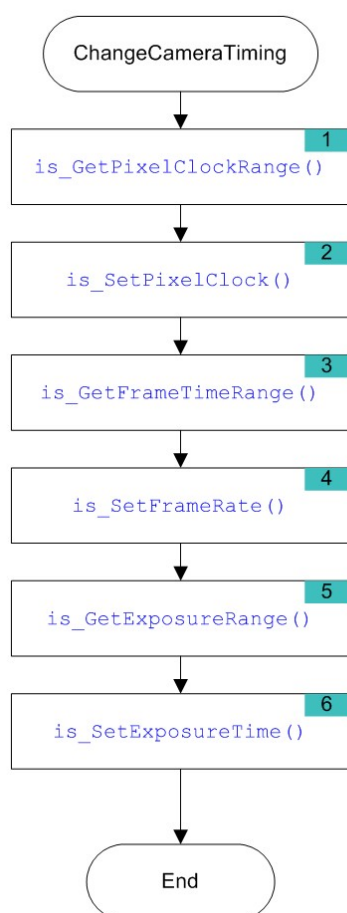 ChangeCameraTiming
1
is_GetPixelClockRange()
2
is_SetPixelClock()
3
is_GetFrameTimeRange()
4
is_SetFrameRate()
5
is_GetExposureRange()
6
is_SetExposureTime()
End